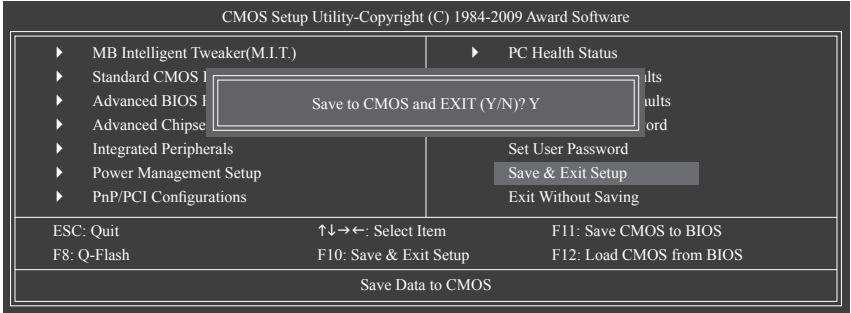 CMOS Setup Utility-Copyright (C) 1984-2009 Award Software
MB Intelligent Tweaker(M.I.T.)
Standard CMOS
Advanced BIOS
Advanced Chipse
Integrated Peripherals
Power Management Setup
PnP/PCI Configurations
PC Health Status
Set User Password
Save & Exit Setup
Exit Without Saving
Save to CMOS and EXIT (Y/N)? Y
ESC: Quit ↑↓→←: Select Item F11: Save CMOS to BIOS
F8: Q-Flash F10: Save & Exit Setup F12: Load CMOS from BIOS
Save Data to CMOS